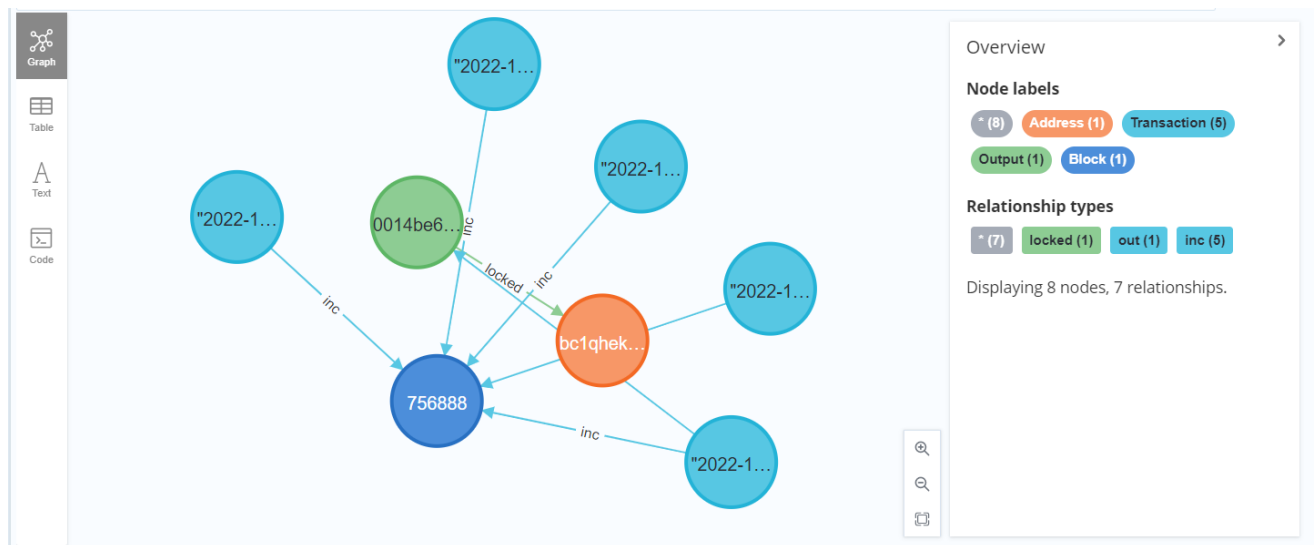 Graph
Table
Text
Code
"2022-1...
"2022-1...
"2022-1...
0014be6...
inc
locked
inc
"2022-1...
inc
bc1qhek...
756888
inc
"2022-1...
Overview
Node labels
* (8) Address (1) Transaction (5)
Output (1) Block (1)
Relationship types
* (7) locked (1) out (1) inc (5)
Displaying 8 nodes, 7 relationships.